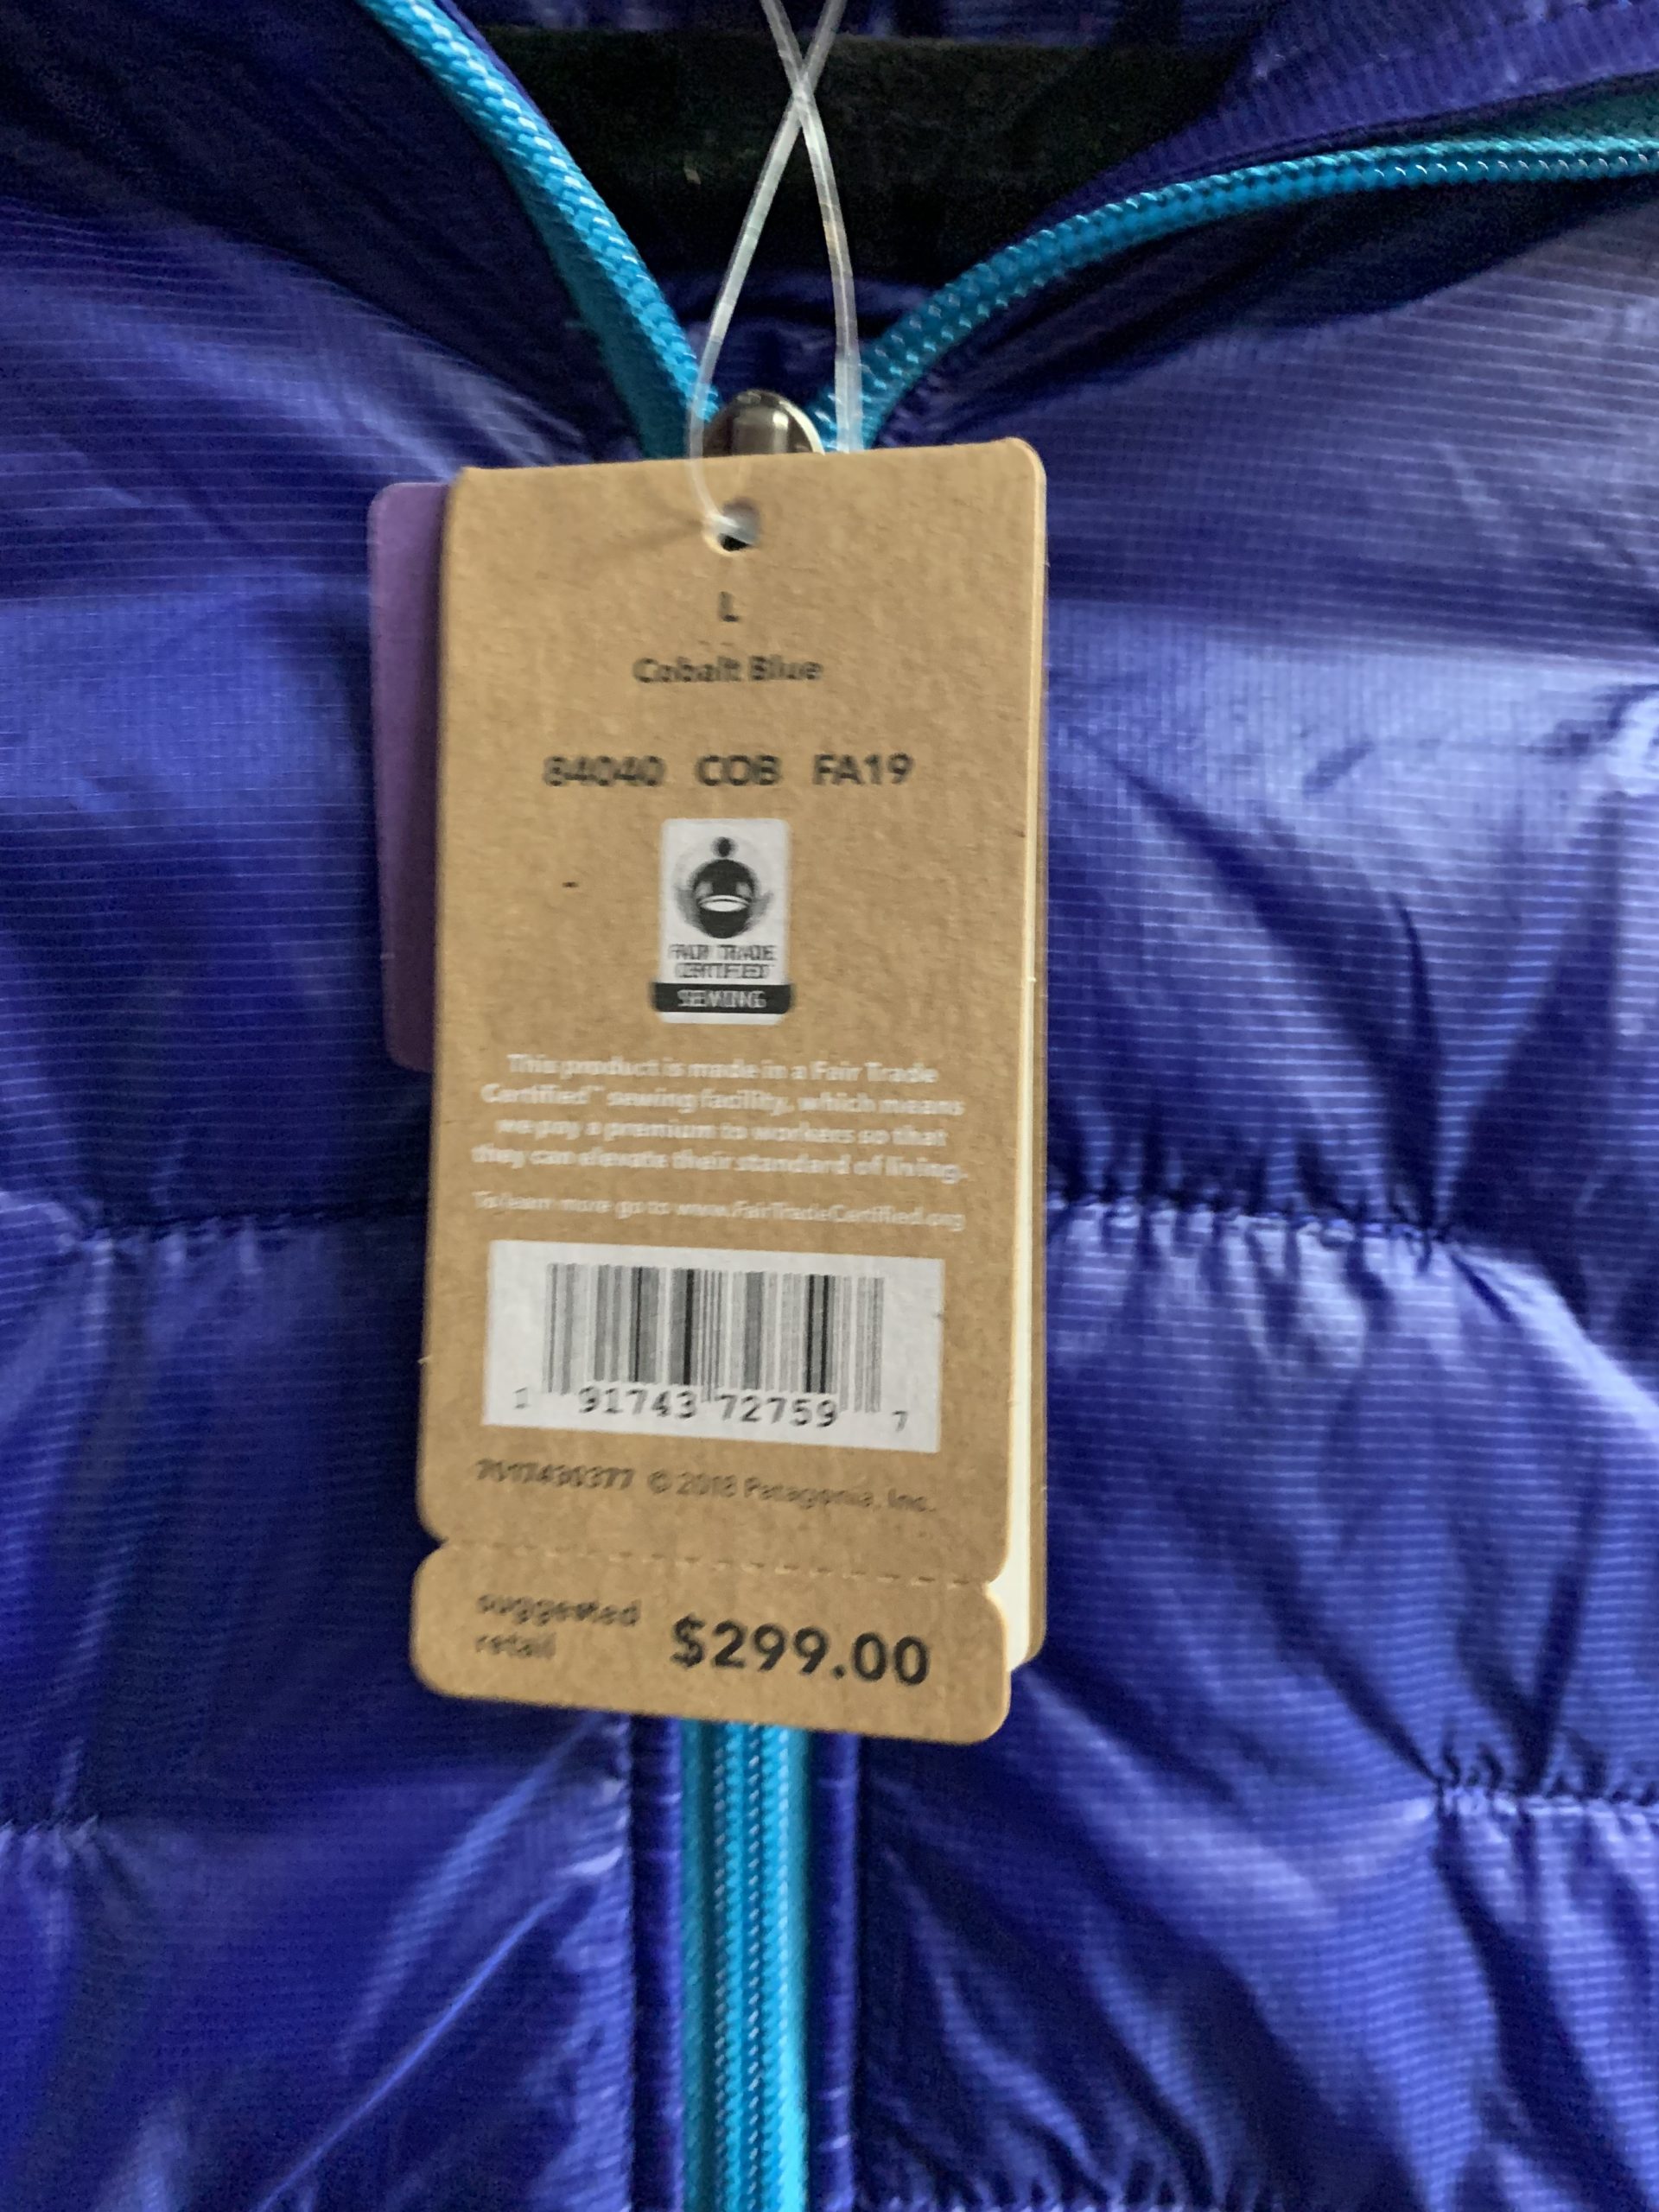 L
Cobalt Blue
84040 COB FA19
FAIR TRADE
CERTIFIED
SEWING
This product is made in a Fair Trade
Certified™ sewing facility, which means
we pay a premium to workers so that
they can elevate their standard of living.
To learn more go to www.FairTradeCertified.org
1 91743 72759 7
© 2018 Patagonia, Inc.
suggested
retail
$299.00